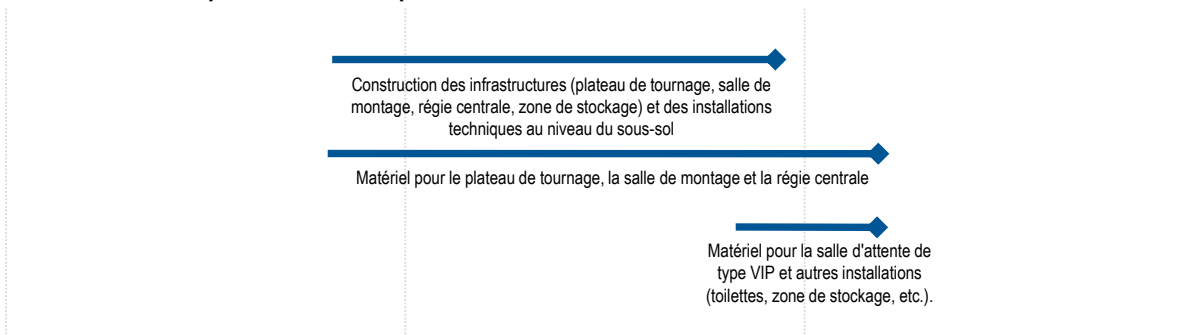 Construction des infrastructures (plateau de tournage, salle de
montage, régie centrale, zone de stockage) et des installations
techniques au niveau du sous-sol
Matériel pour le plateau de tournage, la salle de montage et la régie centrale
Matériel pour la salle d'attente de
type VIP et autres installations
(toilettes, zone de stockage, etc.).